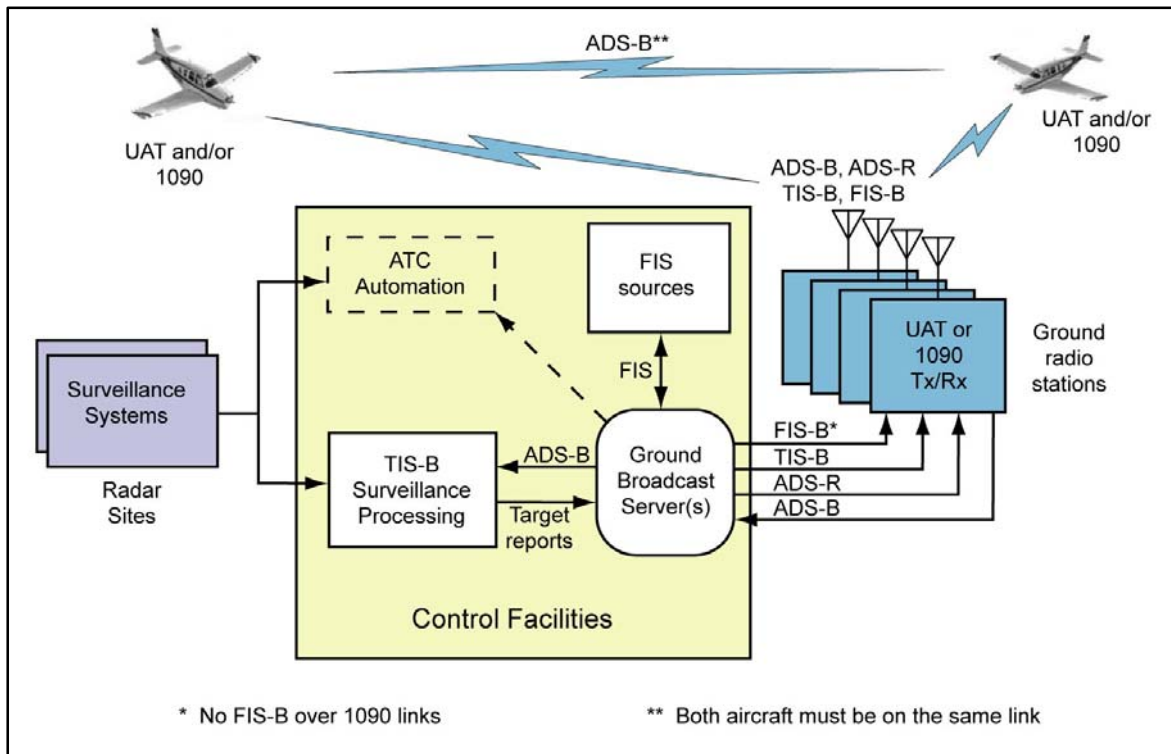 ADS-B**
UAT and/or
1090
UAT and/or
1090
ADS-B, ADS-R
TIS-B, FIS-B
ATC
Automation
FIS
sources
UAT or
1090
Tx/Rx
Ground
radio
stations
Surveillance
Systems
Radar
Sites
FIS
TIS-B
Surveillance
Processing
ADS-B
Target
reports
Ground
Broadcast
Server(s)
FIS-B*
TIS-B
ADS-R
ADS-B
Control Facilities
* No FIS-B over 1090 links
** Both aircraft must be on the same link